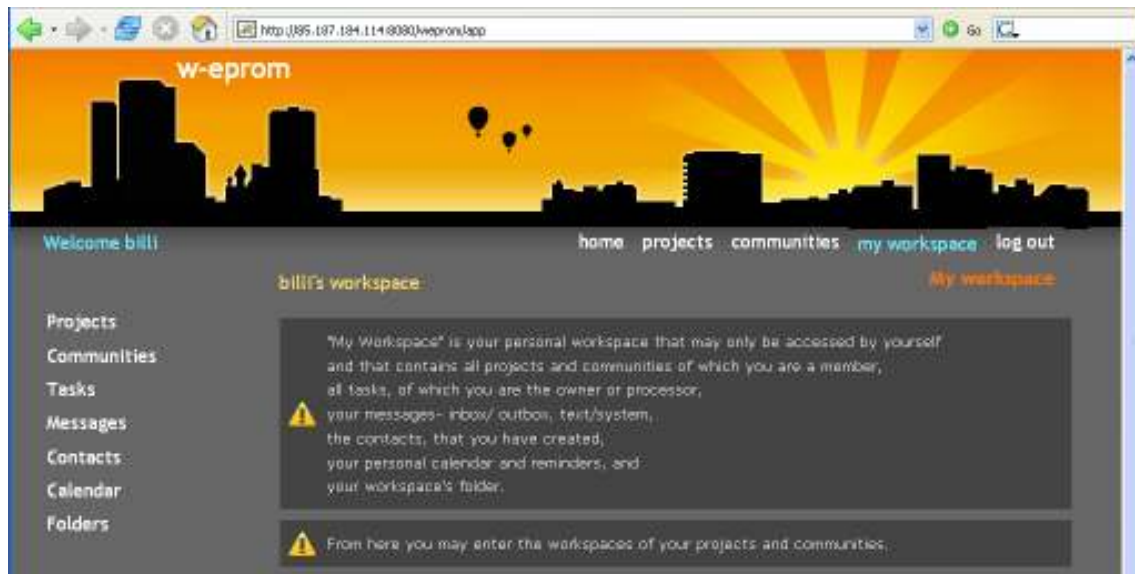 http://85.187.184.114:8080/weprom/app
Go
w-eprom
Welcome billi
home projects communities my workspace log out
billi's workspace
My workspace
Projects
Communities
Tasks
Messages
Contacts
Calendar
Folders
"My Workspace" is your personal workspace that may only be accessed by yourself
and that contains all projects and communities of which you are a member,
all tasks, of which you are the owner or processor,
your messages- inbox/ outbox, text/system,
the contacts, that you have created,
your personal calendar and reminders, and
your workspace's folder.
From here you may enter the workspaces of your projects and communities.